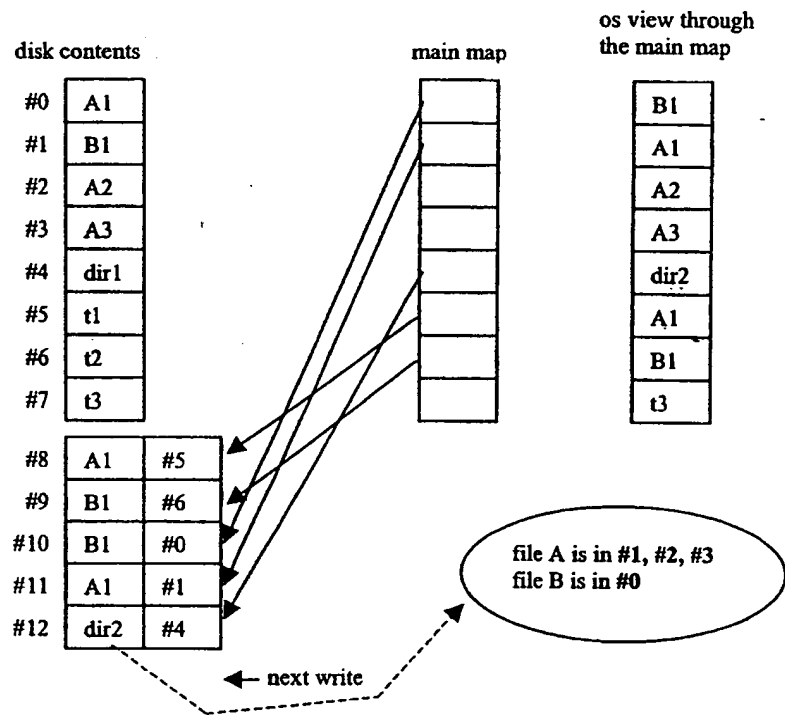 os view through
the main map
disk contents
main map
#0 A1
#1 B1
#2 A2
#3 A3
#4 dir1
#5 t1
#6 t2
#7 t3
#8 A1 #5
#9 B1 #6
#10 B1 #0
#11 A1 #1
#12 dir2 #4
next write
B1
A1
A2
A3
dir2
A1
B1
t3
file A is in #1, #2, #3
file B is in #0